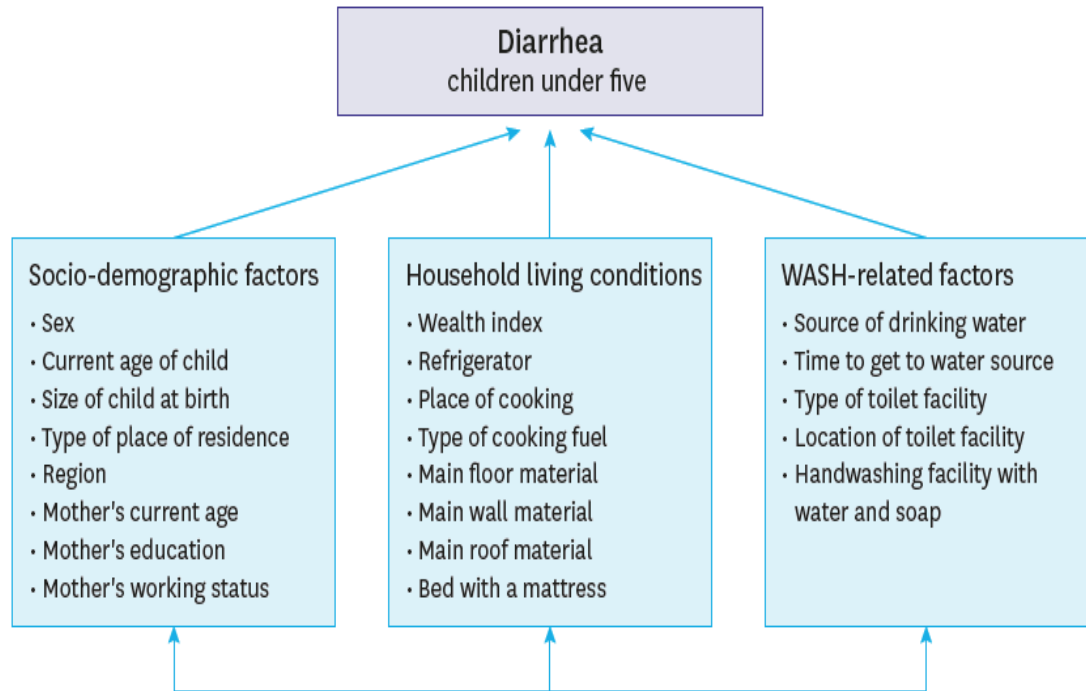 Diarrhea
children under five
Socio-demographic factors
· Sex
· Current age of child
· Size of child at birth
· Type of place of residence
· Region
· Mother's current age
· Mother's education
· Mother's working status
Household living conditions
· Wealth index
· Refrigerator
· Place of cooking
· Type of cooking fuel
· Main floor material
· Main wall material
· Main roof material
· Bed with a mattress
WASH-related factors
· Source of drinking water
· Time to get to water source
· Type of toilet facility
· Location of toilet facility
· Handwashing facility with
water and soap